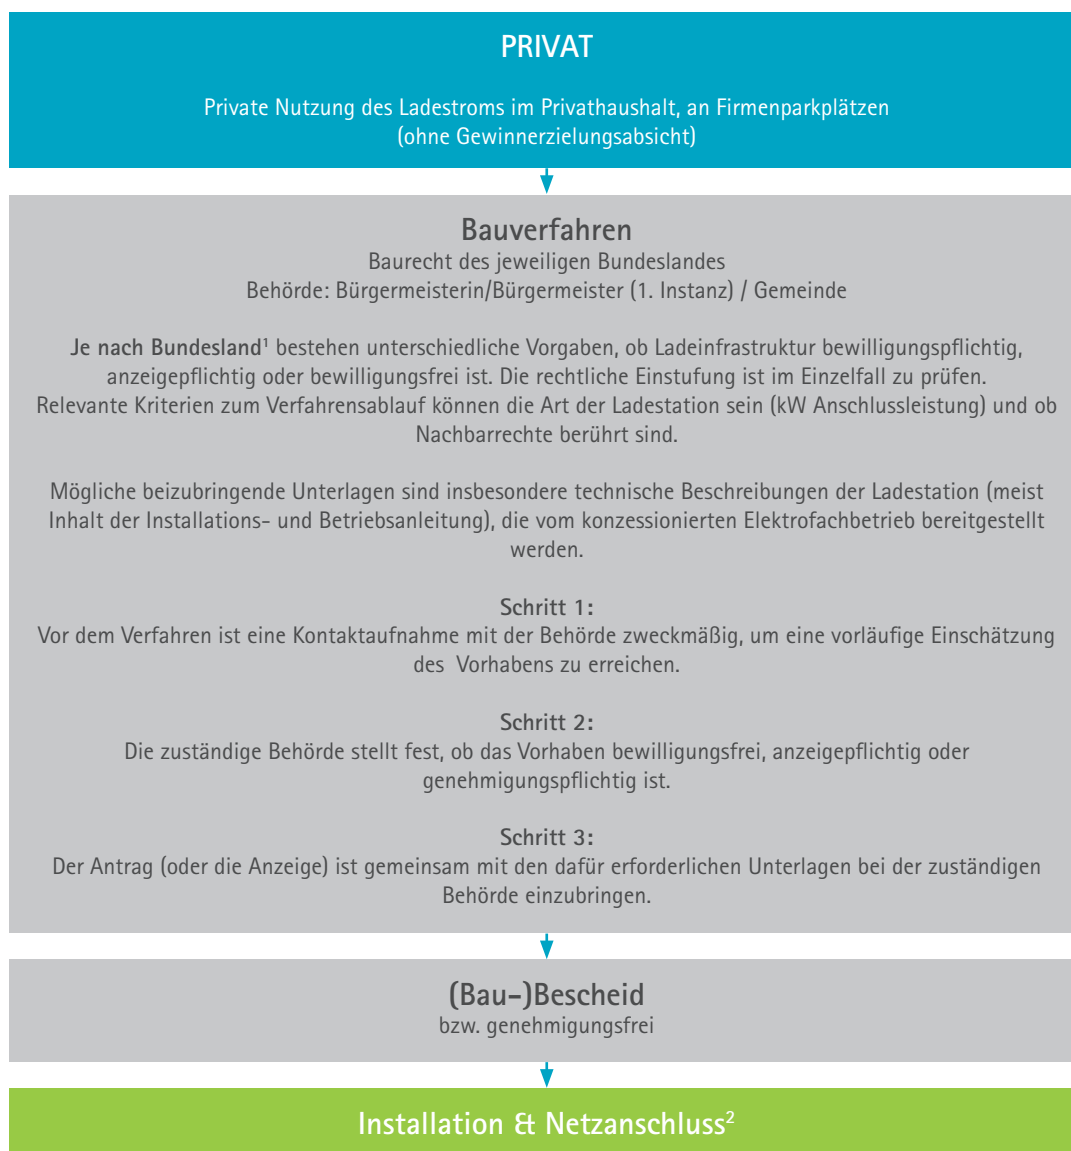 PRIVAT
Private Nutzung des Ladestroms im Privathaushalt, an Firmenparkplätzen
(ohne Gewinnerzielungsabsicht)
Bauverfahren
Baurecht des jeweiligen Bundeslandes
Behörde: Bürgermeisterin/Bürgermeister (1. Instanz) / Gemeinde
Je nach Bundesland¹ bestehen unterschiedliche Vorgaben, ob Ladeinfrastruktur bewilligungspflichtig,
anzeigepflichtig oder bewilligungsfrei ist. Die rechtliche Einstufung ist im Einzelfall zu prüfen.
Relevante Kriterien zum Verfahrensablauf können die Art der Ladestation sein (kW Anschlussleistung) und ob
Nachbarrechte berührt sind.
Mögliche beizubringende Unterlagen sind insbesondere technische Beschreibungen der Ladestation (meist
Inhalt der Installations- und Betriebsanleitung), die vom konzessionierten Elektrofachbetrieb bereitgestellt
werden.
Schritt 1:
Vor dem Verfahren ist eine Kontaktaufnahme mit der Behörde zweckmäßig, um eine vorläufige Einschätzung
des Vorhabens zu erreichen.
Schritt 2:
Die zuständige Behörde stellt fest, ob das Vorhaben bewilligungsfrei, anzeigepflichtig oder
genehmigungspflichtig ist.
Schritt 3:
Der Antrag (oder die Anzeige) ist gemeinsam mit den dafür erforderlichen Unterlagen bei der zuständigen
Behörde einzubringen.
(Bau-)Bescheid
bzw. genehmigungsfrei
Installation & Netzanschluss²